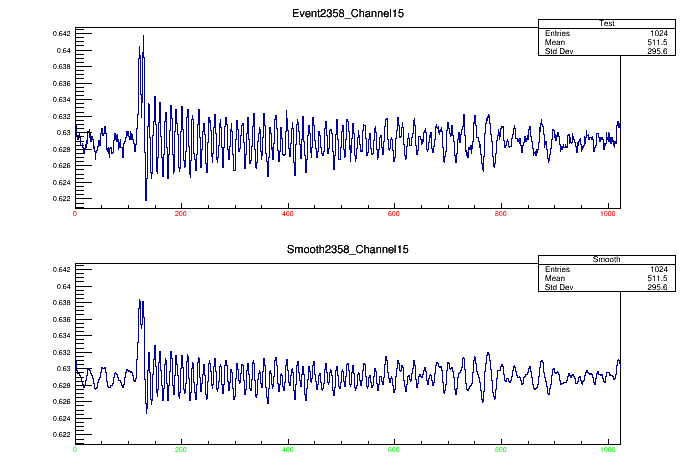 Event2358_Channel15
Test
Entries 1024
Mean 511.5
Std Dev 295.6
0.642
0.64
0.638
0.636
0.634
0.632
0.63
0.628
0.626
0.624
0.622
0 200 400 600 800 1000
Smooth2358_Channel15
Smooth
Entries 1024
Mean 511.5
Std Dev 295.6
0.642
0.64
0.638
0.636
0.634
0.632
0.63
0.628
0.626
0.624
0.622
0 200 400 600 800 1000